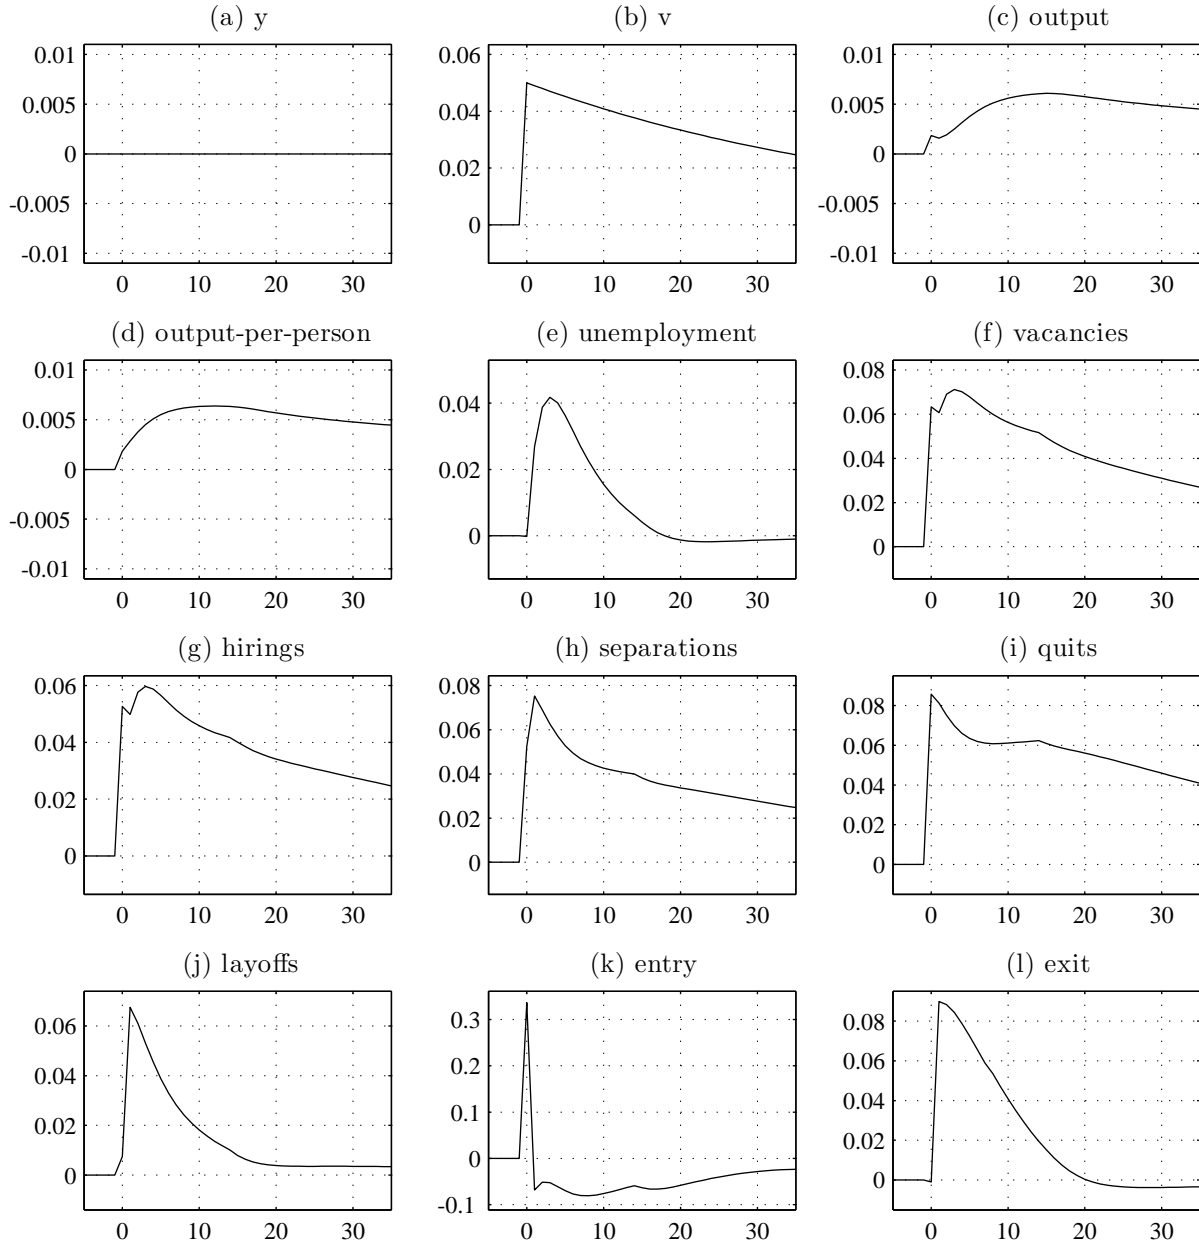 (a) y
(b) v
(c) output
0.01
0.005
0
-0.005
-0.01
0 10 20 30
0.06
0.04
0.02
0
0 10 20 30
0.01
0.005
0
-0.005
-0.01
0 10 20 30
(d) output-per-person
(e) unemployment
(f) vacancies
0.01
0.005
0
-0.005
-0.01
0 10 20 30
0.04
0.02
0
0 10 20 30
0.08
0.06
0.04
0.02
0
0 10 20 30
(g) hirings
(h) separations
(i) quits
0.06
0.04
0.02
0
0 10 20 30
0.08
0.06
0.04
0.02
0
0 10 20 30
0.08
0.06
0.04
0.02
0
0 10 20 30
(j) layoffs
(k) entry
(l) exit
0.06
0.04
0.02
0
0 10 20 30
0.3
0.2
0.1
0
-0.1
0 10 20 30
0.08
0.06
0.04
0.02
0
0 10 20 30